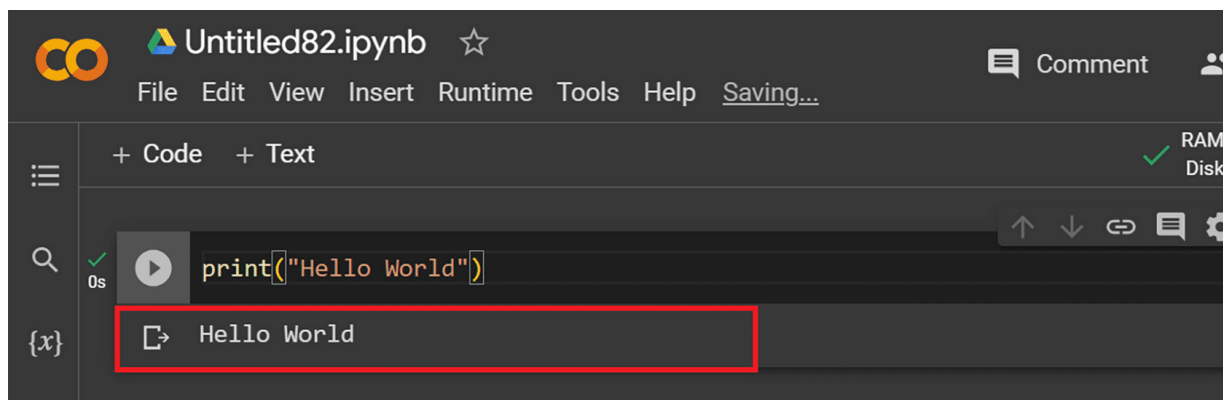 Untitled82.ipynb
File Edit View Insert Runtime Tools Help Saving...
Comment
+ Code + Text
RAM
Disk
0s
print("Hello World")
{x}
Hello World